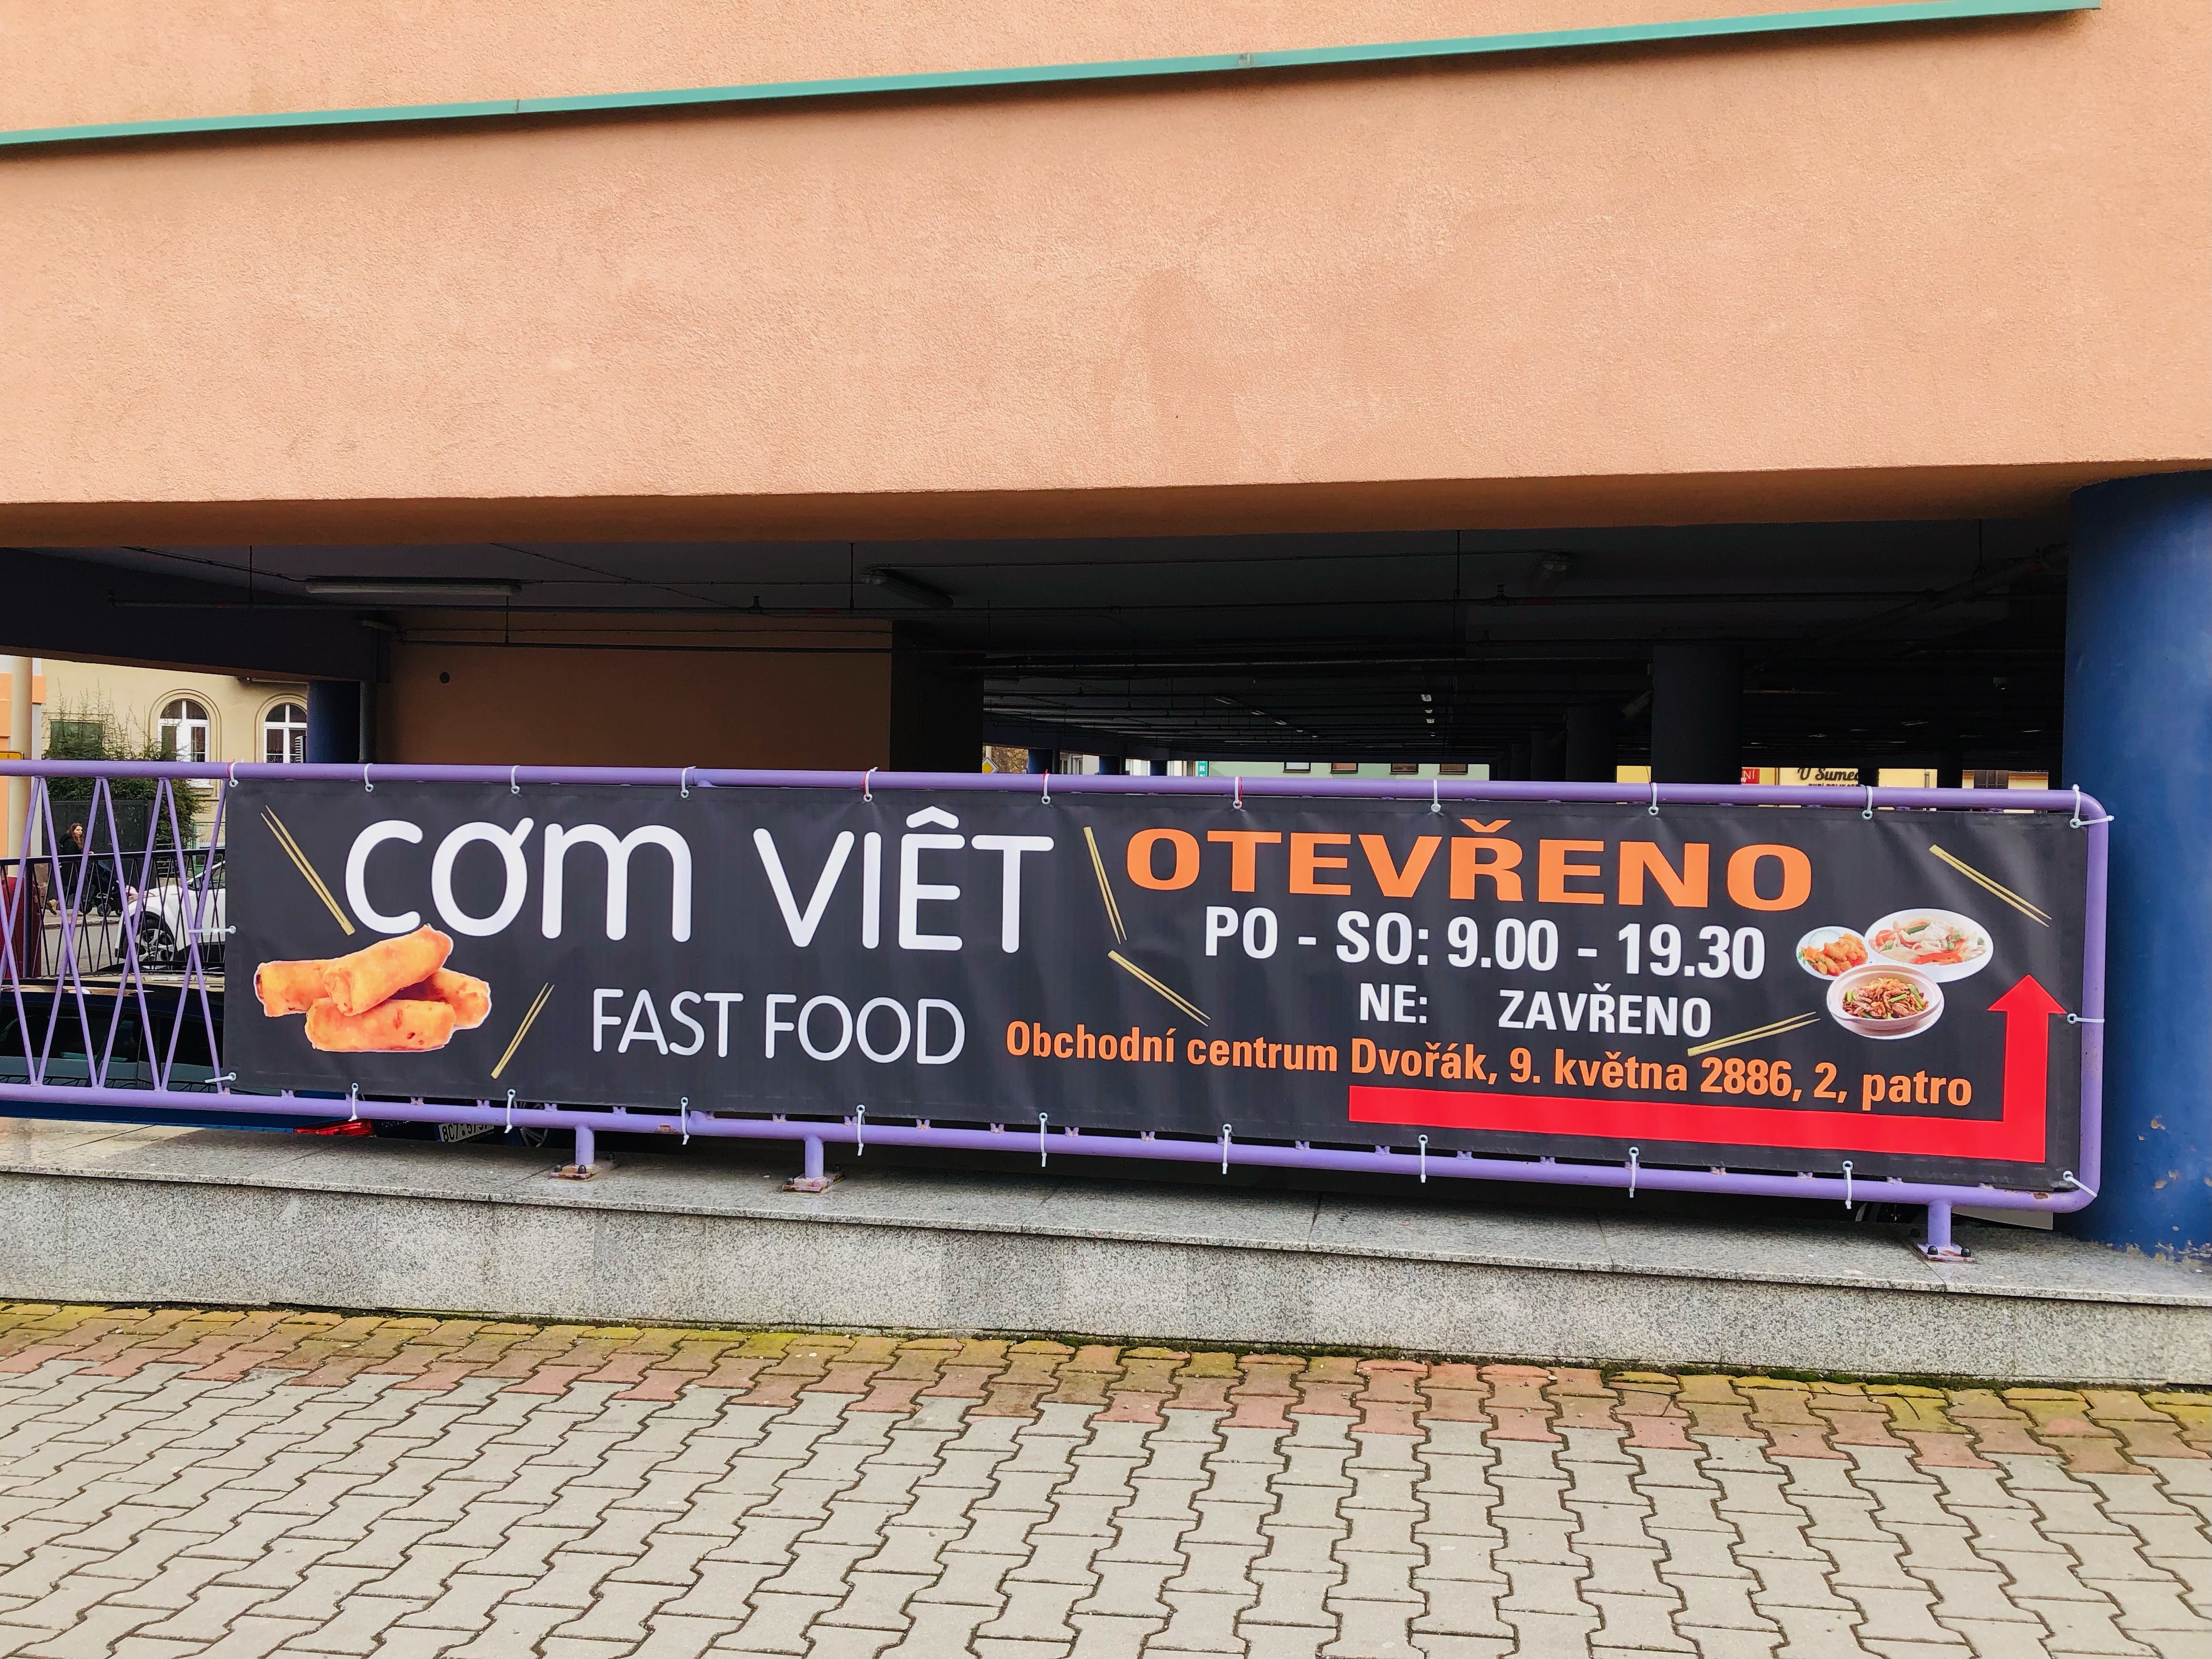 cơm VIÊT
FAST FOOD
OTEVŘENO
PO - SO: 9.00 - 19.30
NE: ZAVŘENO
Obchodní centrum Dvořák, 9. května 2886, 2, patro